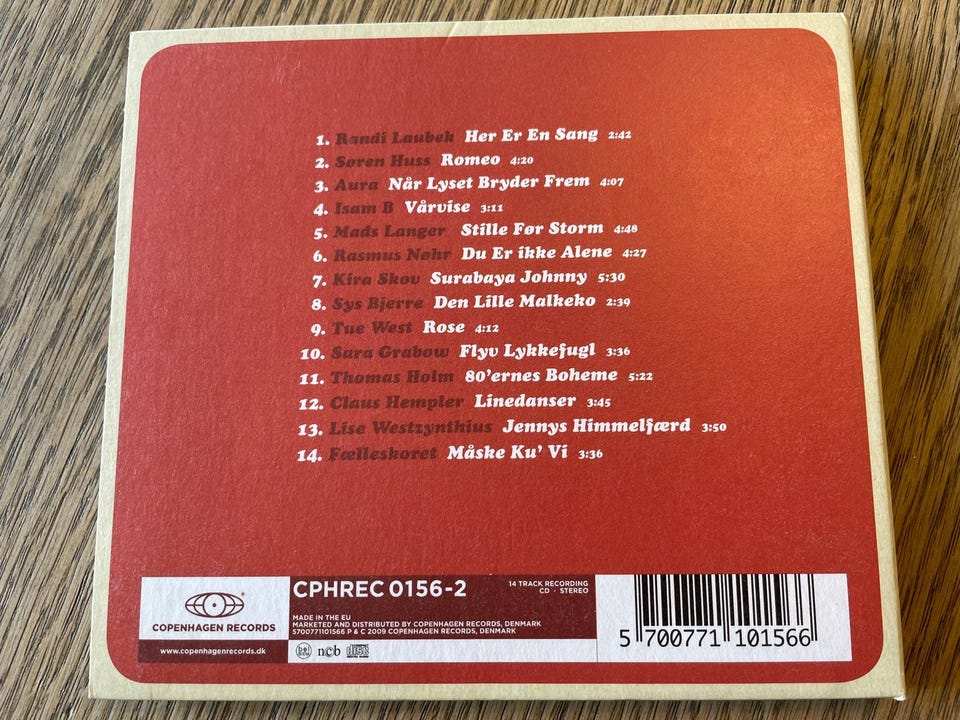 1. Randi Laubek Her Er En Sang 2:42
2. Søren Huss Romeo 4:20
3. Aura Når Lyset Bryder Frem 4:07
4. Isam B Vårvise 3:11
5. Mads Langer Stille Før Storm 4:48
6. Rasmus Nøhr Du Er ikke Alene 4:27
7. Kira Skov Surabaya Johnny 5:30
8. Sys Bjerre Den Lille Malkeko 2:39
9. Tue West Rose 4:12
10. Sara Grabow Flyv Lykkefugl 3:36
11. Thomas Holm 80'ernes Boheme 5:22
12. Claus Hempler Linedanser 3:45
13. Lise Westzynthius Jennys Himmelfærd 3:50
14. Fælleskoret Måske Ku' Vi 3:36
COPENHAGEN RECORDS
www.copenhagenrecords.dk
CPHREC 0156-2
14 TRACK RECORDING
CD · STEREO
MADE IN THE EU
MARKETED AND DISTRIBUTED BY COPENHAGEN RECORDS, DENMARK
5700771101566 P & C 2009 COPENHAGEN RECORDS, DENMARK
ncb
5 700771 101566